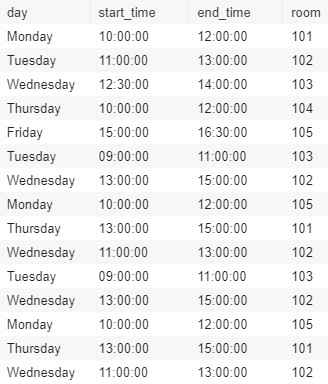 day start_time end_time room
Monday 10:00:00 12:00:00 101
Tuesday 11:00:00 13:00:00 102
Wednesday 12:30:00 14:00:00 103
Thursday 10:00:00 12:00:00 104
Friday 15:00:00 16:30:00 105
Tuesday 09:00:00 11:00:00 103
Wednesday 13:00:00 15:00:00 102
Monday 10:00:00 12:00:00 105
Thursday 13:00:00 15:00:00 101
Wednesday 11:00:00 13:00:00 102
Tuesday 09:00:00 11:00:00 103
Wednesday 13:00:00 15:00:00 102
Monday 10:00:00 12:00:00 105
Thursday 13:00:00 15:00:00 101
Wednesday 11:00:00 13:00:00 102